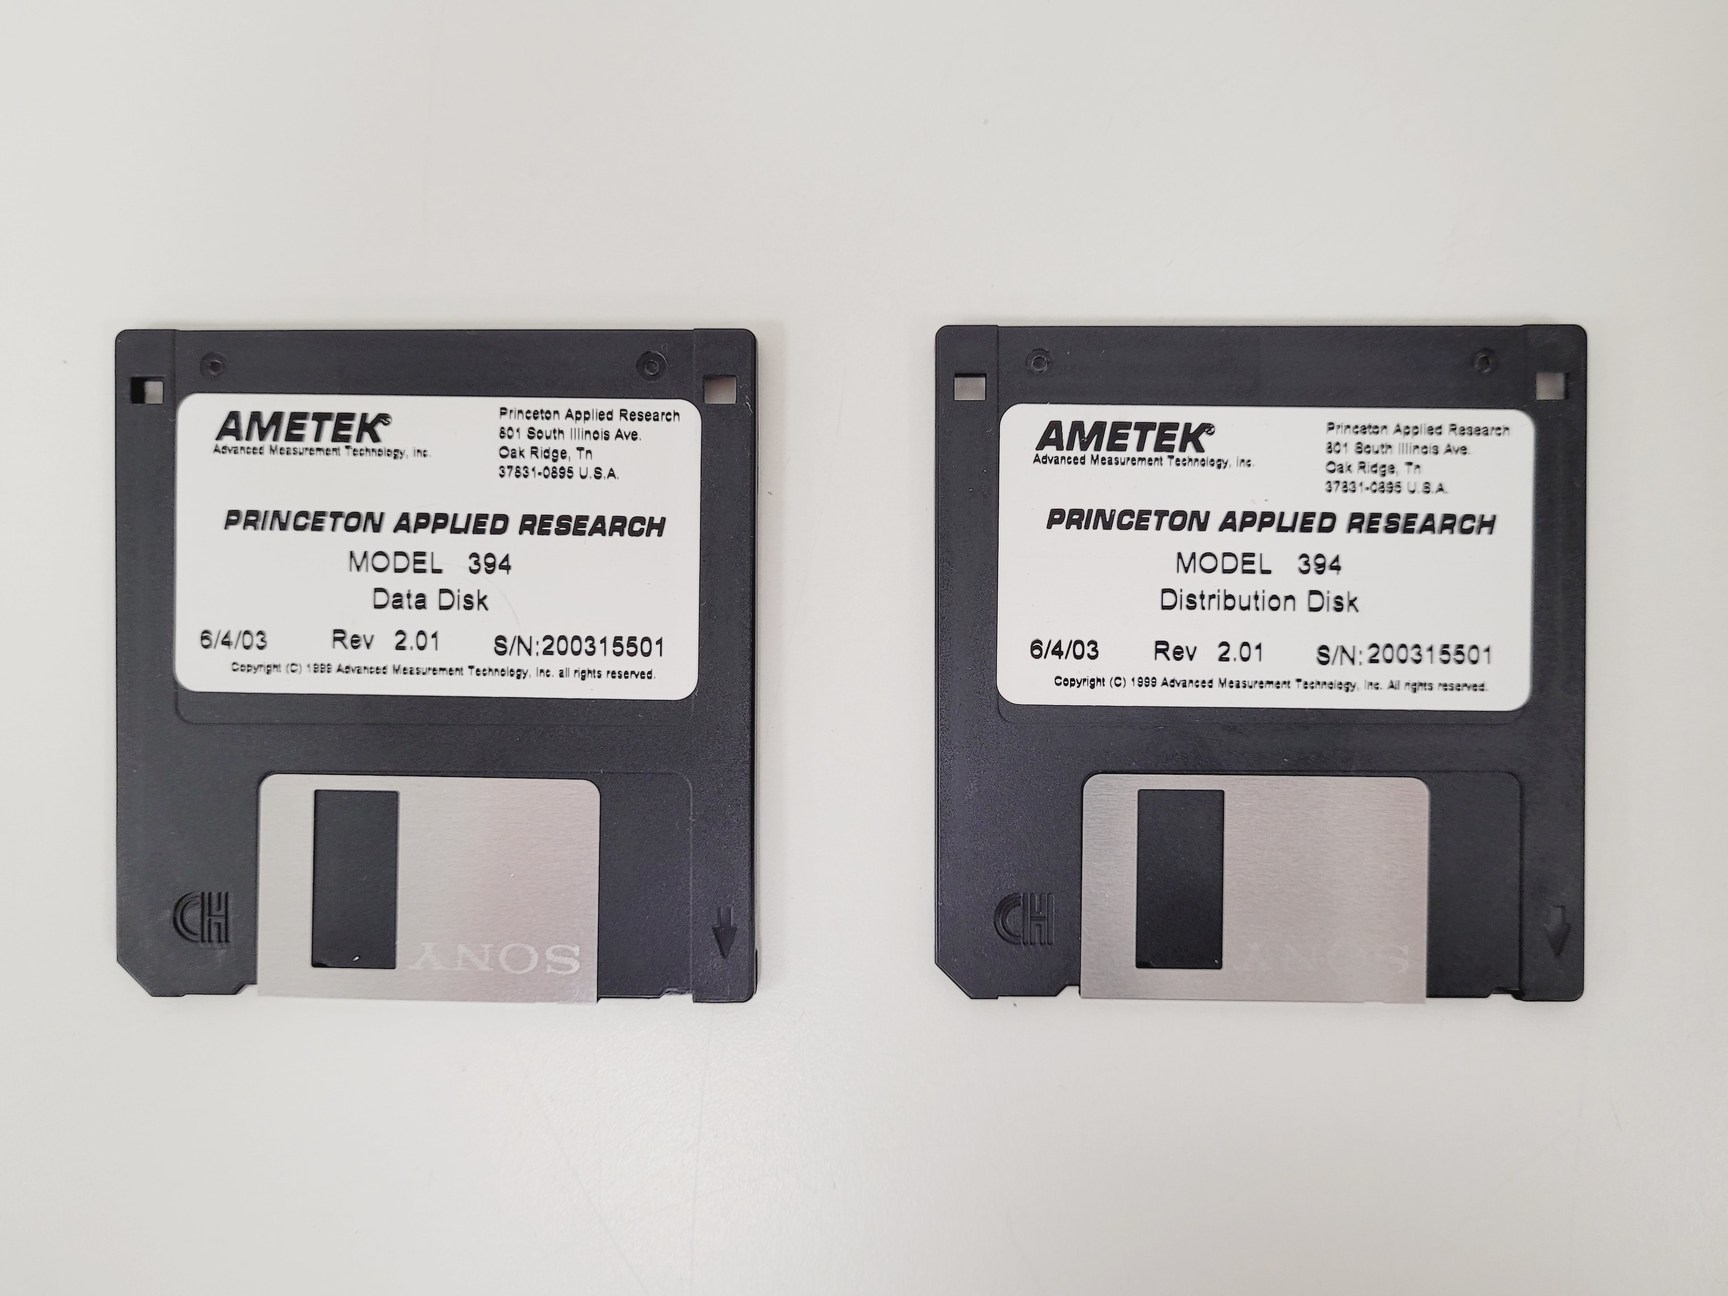 AMETEK®
Advanced Measurement Technology, Inc.
Princeton Applied Research
801 South Illinois Ave.
Oak Ridge, Tn
37831-0895 U.S.A.
PRINCETON APPLIED RESEARCH
MODEL 394
Data Disk
6/4/03 Rev 2.01 S/N:200315501
Copyright (C) 1999 Advanced Measurement Technology, Inc. all rights reserved.
HD
SONY
AMETEK®
Advanced Measurement Technology, Inc.
Princeton Applied Research
801 South Illinois Ave.
Oak Ridge, Tn
37831-0895 U.S.A.
PRINCETON APPLIED RESEARCH
MODEL 394
Distribution Disk
6/4/03 Rev 2.01 S/N:200315501
Copyright (C) 1999 Advanced Measurement Technology, Inc. All rights reserved.
HD
SONY